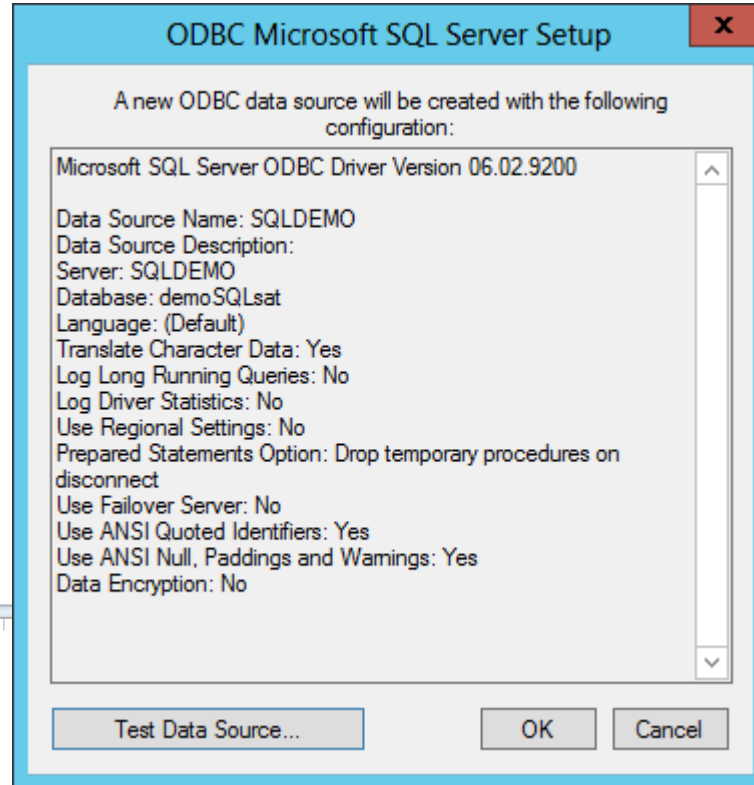 ODBC Microsoft SQL Server Setup
x
A new ODBC data source will be created with the following
configuration:
Microsoft SQL Server ODBC Driver Version 06.02.9200
Data Source Name: SQLDEMO
Data Source Description:
Server: SQLDEMO
Database: demoSQLsat
Language: (Default)
Translate Character Data: Yes
Log Long Running Queries: No
Log Driver Statistics: No
Use Regional Settings: No
Prepared Statements Option: Drop temporary procedures on
disconnect
Use Failover Server: No
Use ANSI Quoted Identifiers: Yes
Use ANSI Null, Paddings and Warnings: Yes
Data Encryption: No
Test Data Source... OK Cancel